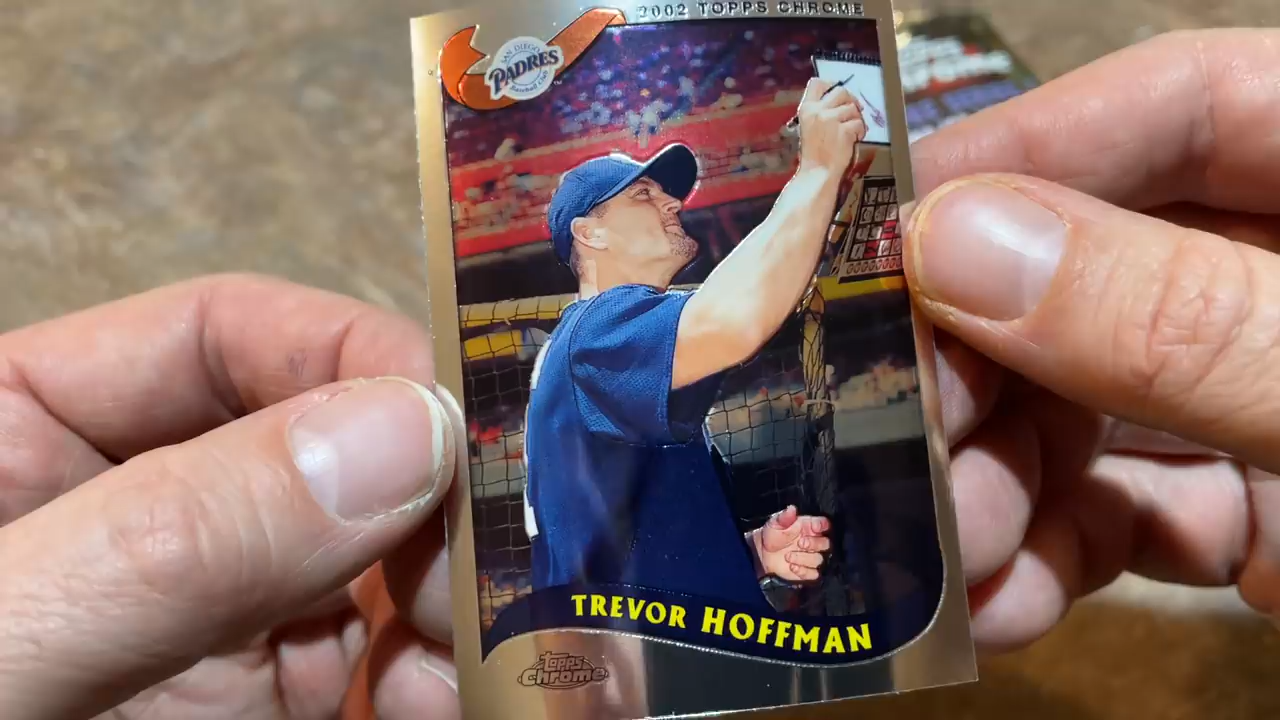 2002 TOPPS CHROME
SAN DIEGO
PADRES
Baseball Club
TREVOR HOFFMAN
topps
Chrome